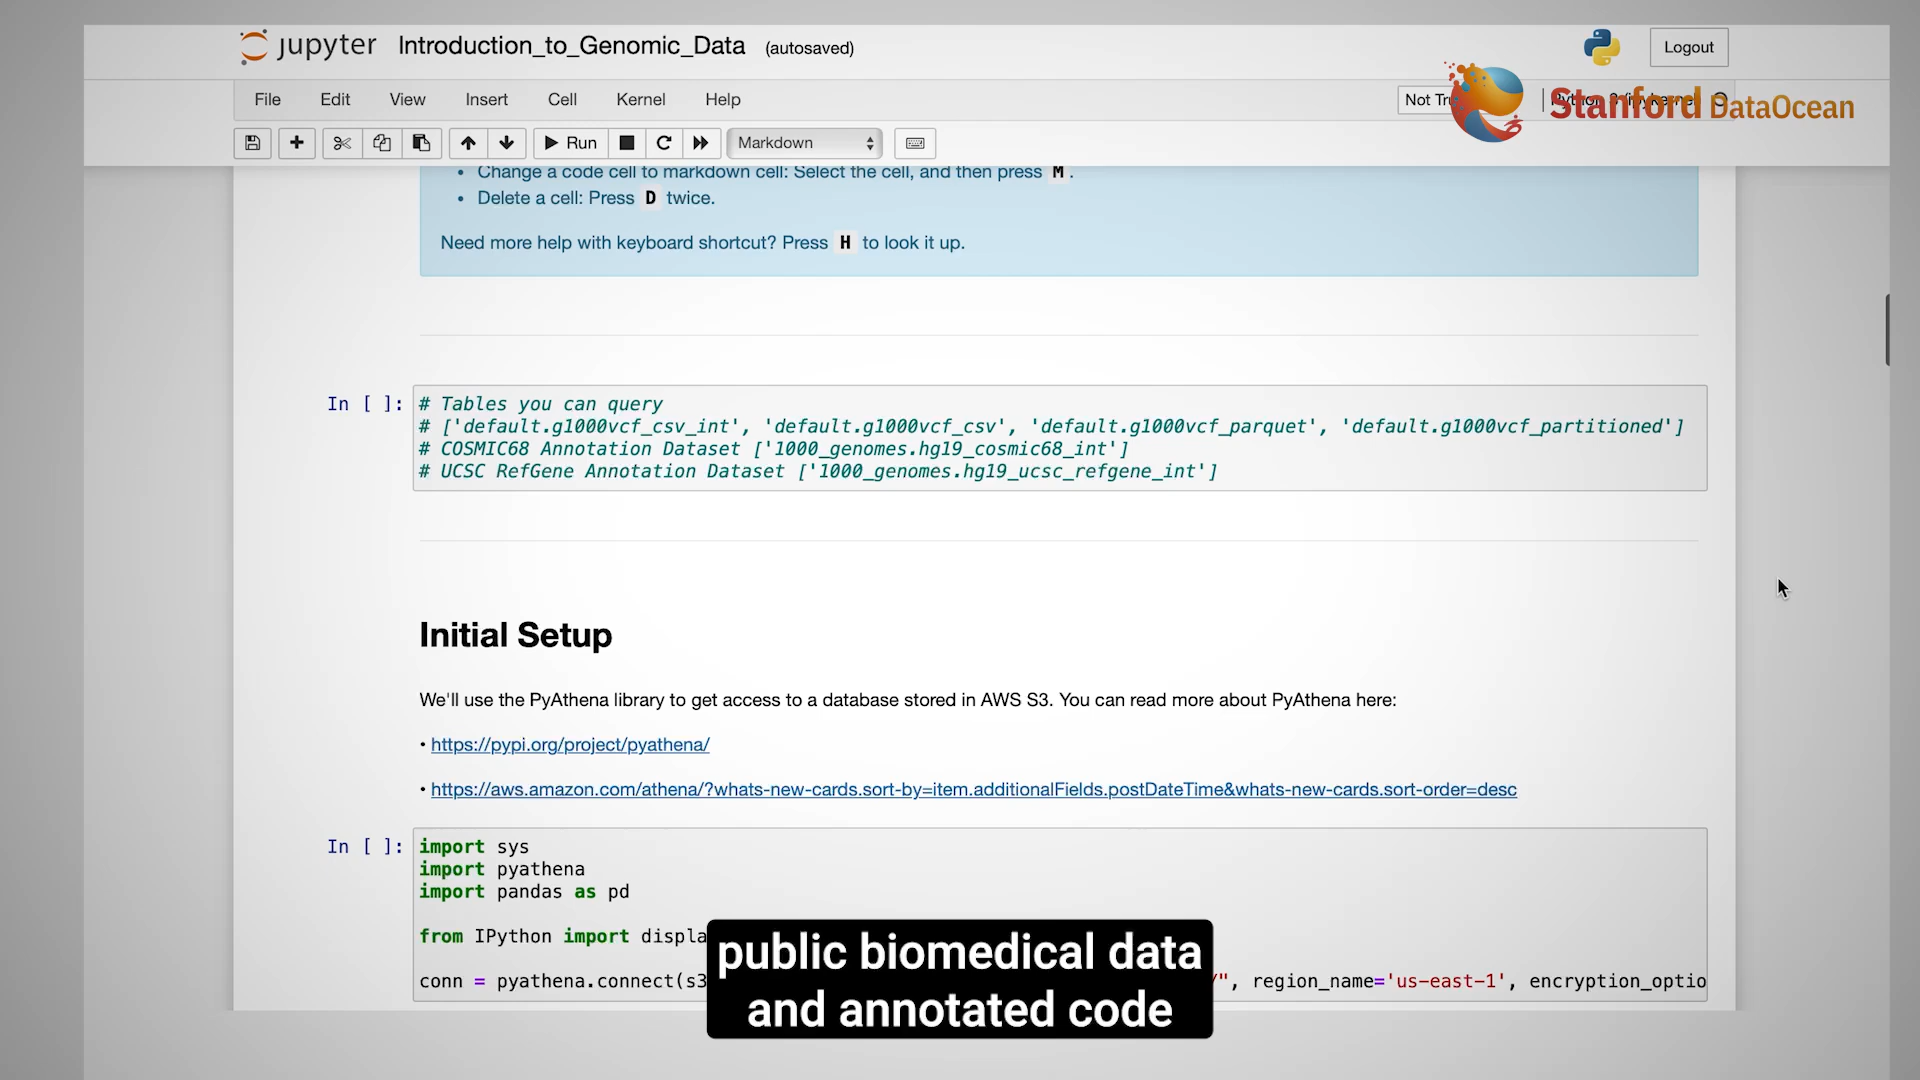 jupyter Introduction_to_Genomic_Data (autosaved)
Logout
File Edit View Insert Cell Kernel Help
Not Tru
Stanford DataOcean
Run Markdown
• Change a code cell to markdown cell: Select the cell, and then press M .
• Delete a cell: Press D twice.
Need more help with keyboard shortcut? Press H to look it up.
In [ ]: # Tables you can query
# ['default.g1000vcf_csv_int', 'default.g1000vcf_csv', 'default.g1000vcf_parquet', 'default.g1000vcf_partitioned']
# COSMIC68 Annotation Dataset ['1000_genomes.hg19_cosmic68_int']
# UCSC RefGene Annotation Dataset ['1000_genomes.hg19_ucsc_refgene_int']
Initial Setup
We'll use the PyAthena library to get access to a database stored in AWS S3. You can read more about PyAthena here:
• https://pypi.org/project/pyathena/
• https://aws.amazon.com/athena/?whats-new-cards.sort-by=item.additionalFields.postDateTime&whats-new-cards.sort-order=desc
In [ ]: import sys
import pyathena
import pandas as pd
from IPython import displa
conn = pyathena.connect(s3 /", region_name='us-east-1', encryption_optio
public biomedical data
and annotated code